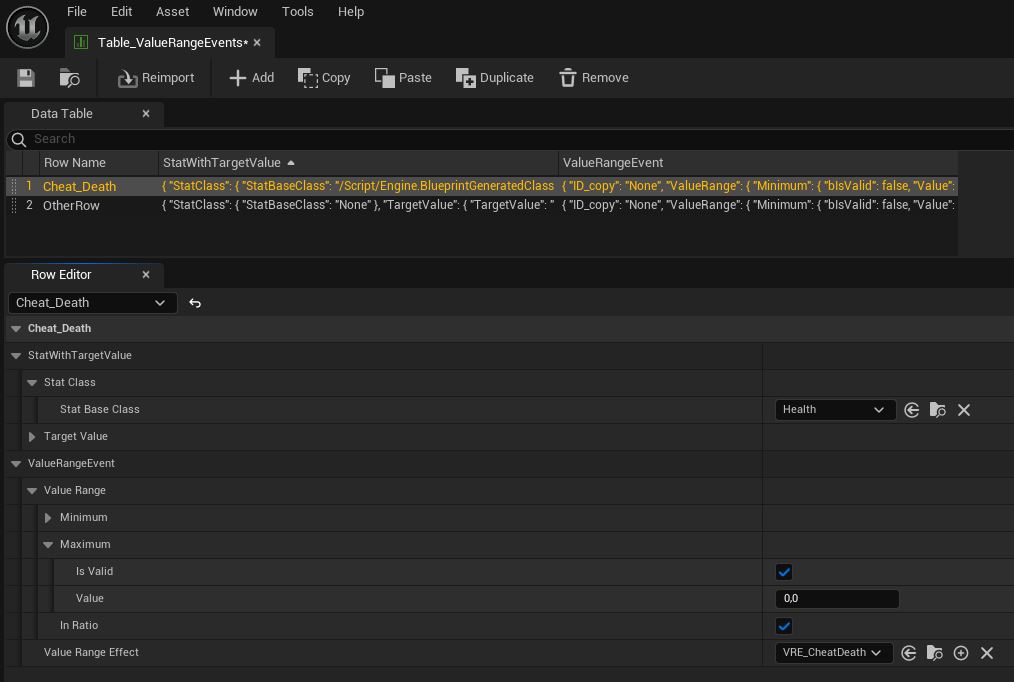 File Edit Asset Window Tools Help
Table_ValueRangeEvents*
Reimport Add Copy Paste Duplicate Remove
Data Table
Search
Row Name StatWithTargetValue ValueRangeEvent
1 Cheat_Death { "StatClass": { "StatBaseClass": "/Script/Engine.BlueprintGeneratedClass { "ID_copy": "None", "ValueRange": { "Minimum": { "bIsValid": false, "Value":
2 OtherRow { "StatClass": { "StatBaseClass": "None" }, "TargetValue": { "TargetValue": " { "ID_copy": "None", "ValueRange": { "Minimum": { "bIsValid": false, "Value":
Row Editor
Cheat_Death
Cheat_Death
StatWithTargetValue
Stat Class
Stat Base Class Health
Target Value
ValueRangeEvent
Value Range
Minimum
Maximum
Is Valid
Value 0,0
In Ratio
Value Range Effect VRE_CheatDeath